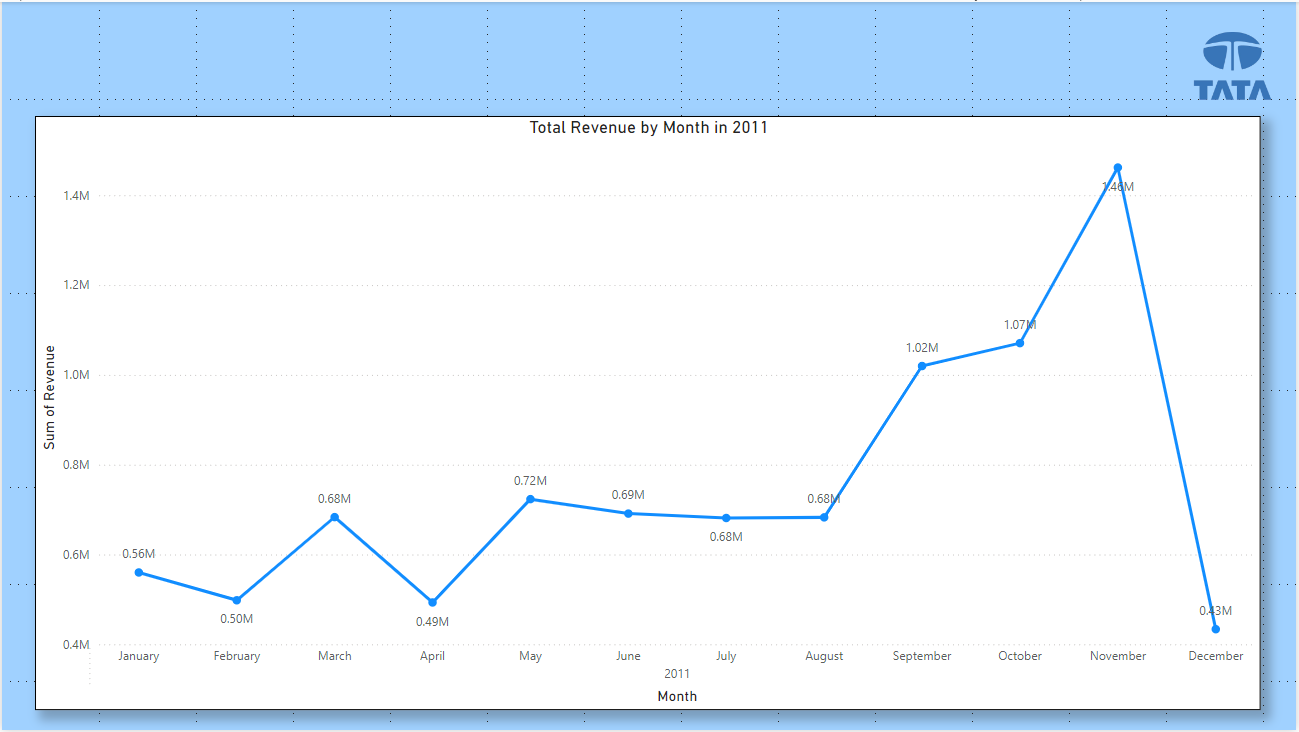 TATA
Total Revenue by Month in 2011
1.4M
1.2M
1.0M
0.8M
0.6M
0.4M
Sum of Revenue
0.56M
0.50M
0.68M
0.49M
0.72M
0.69M
0.68M
0.68M
1.02M
1.07M
1.46M
0.43M
January February March April May June July August September October November December
2011
Month